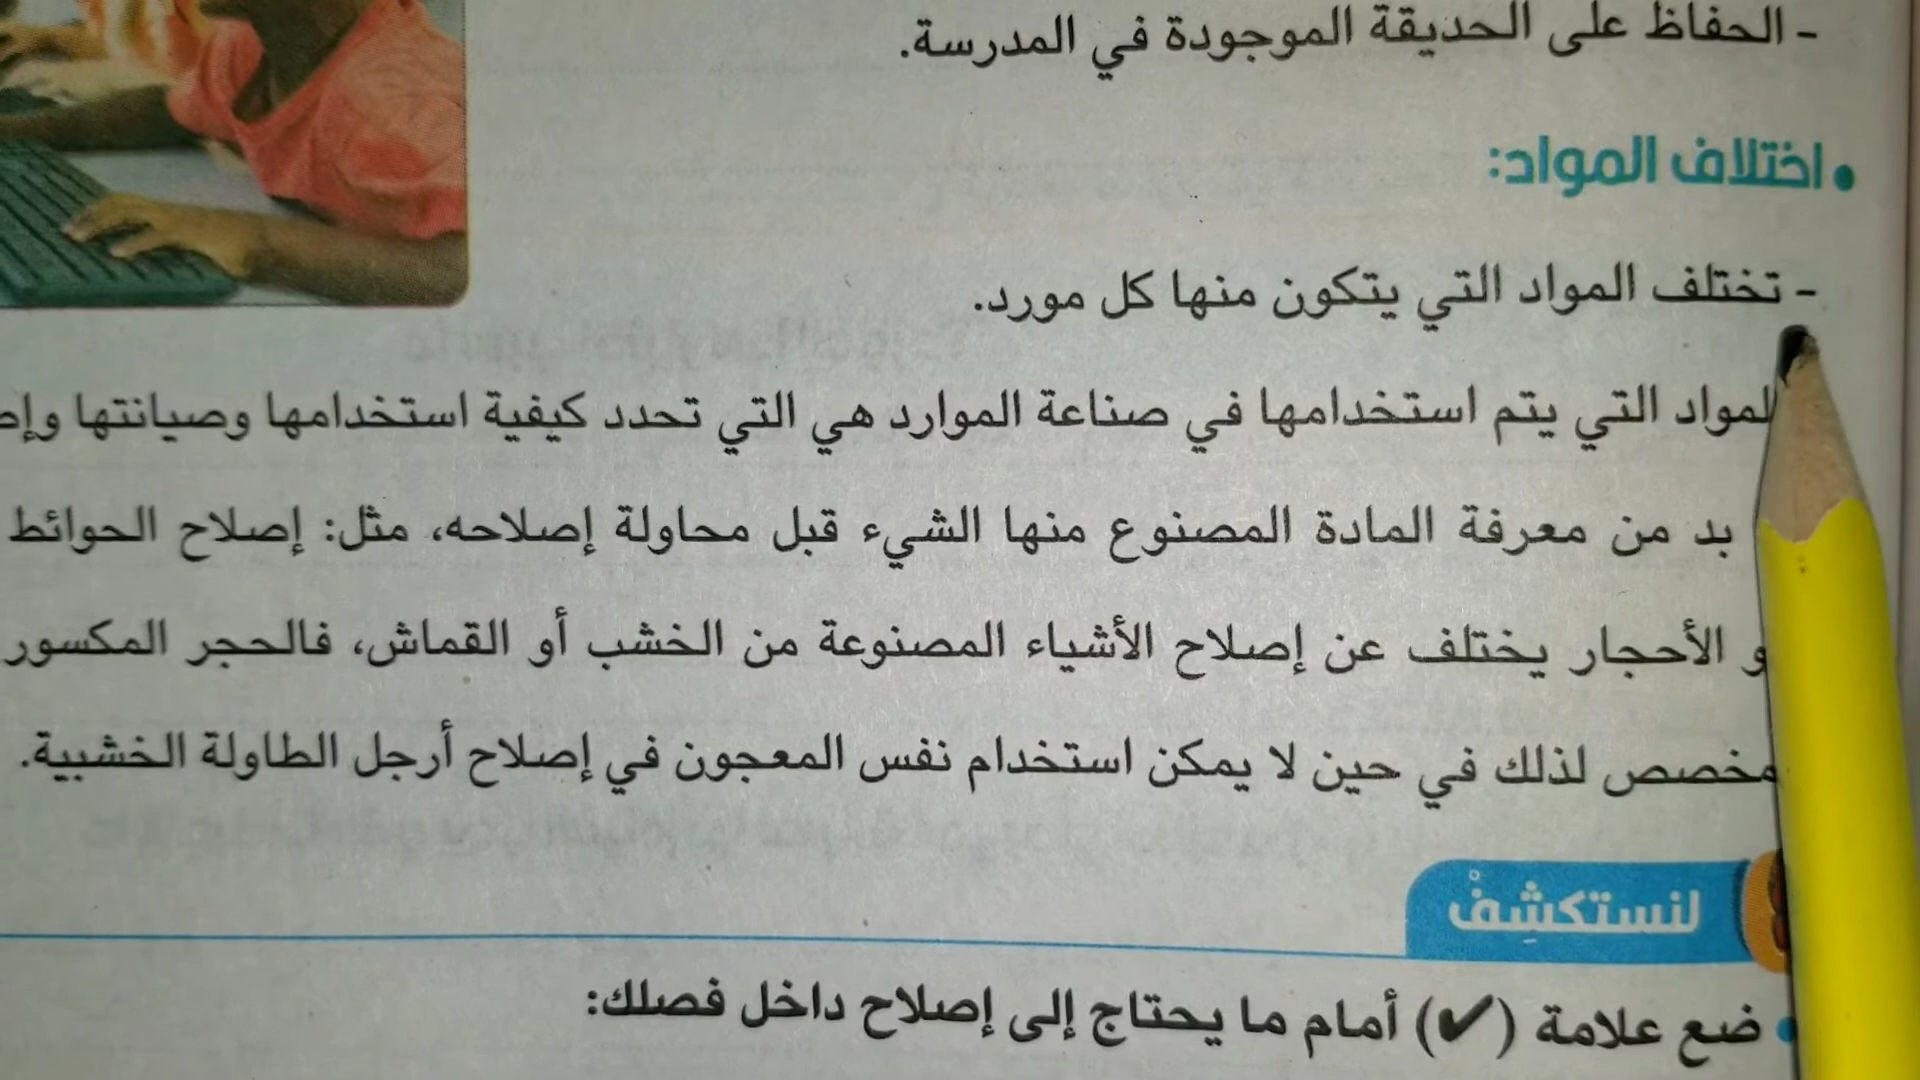 - الحفاظ على الحديقة الموجودة في المدرسة.
• اختلاف المواد:
- تختلف المواد التي يتكون منها كل مورد.
لمواد التي يتم استخدامها في صناعة الموارد هي التي تحدد كيفية استخدامها وصيانتها
بد من معرفة المادة المصنوع منها الشيء قبل محاولة إصلاحه، مثل: إصلاح الحوائط
و الأحجار يختلف عن إصلاح الأشياء المصنوعة من الخشب أو القماش، فالحجر المكسور
مخصص لذلك في حين لا يمكن استخدام نفس المعجون في إصلاح أرجل الطاولة الخشبية.
لنستكشِفْ
• ضع علامة (✔) أمام ما يحتاج إلى إصلاح داخل فصلك: